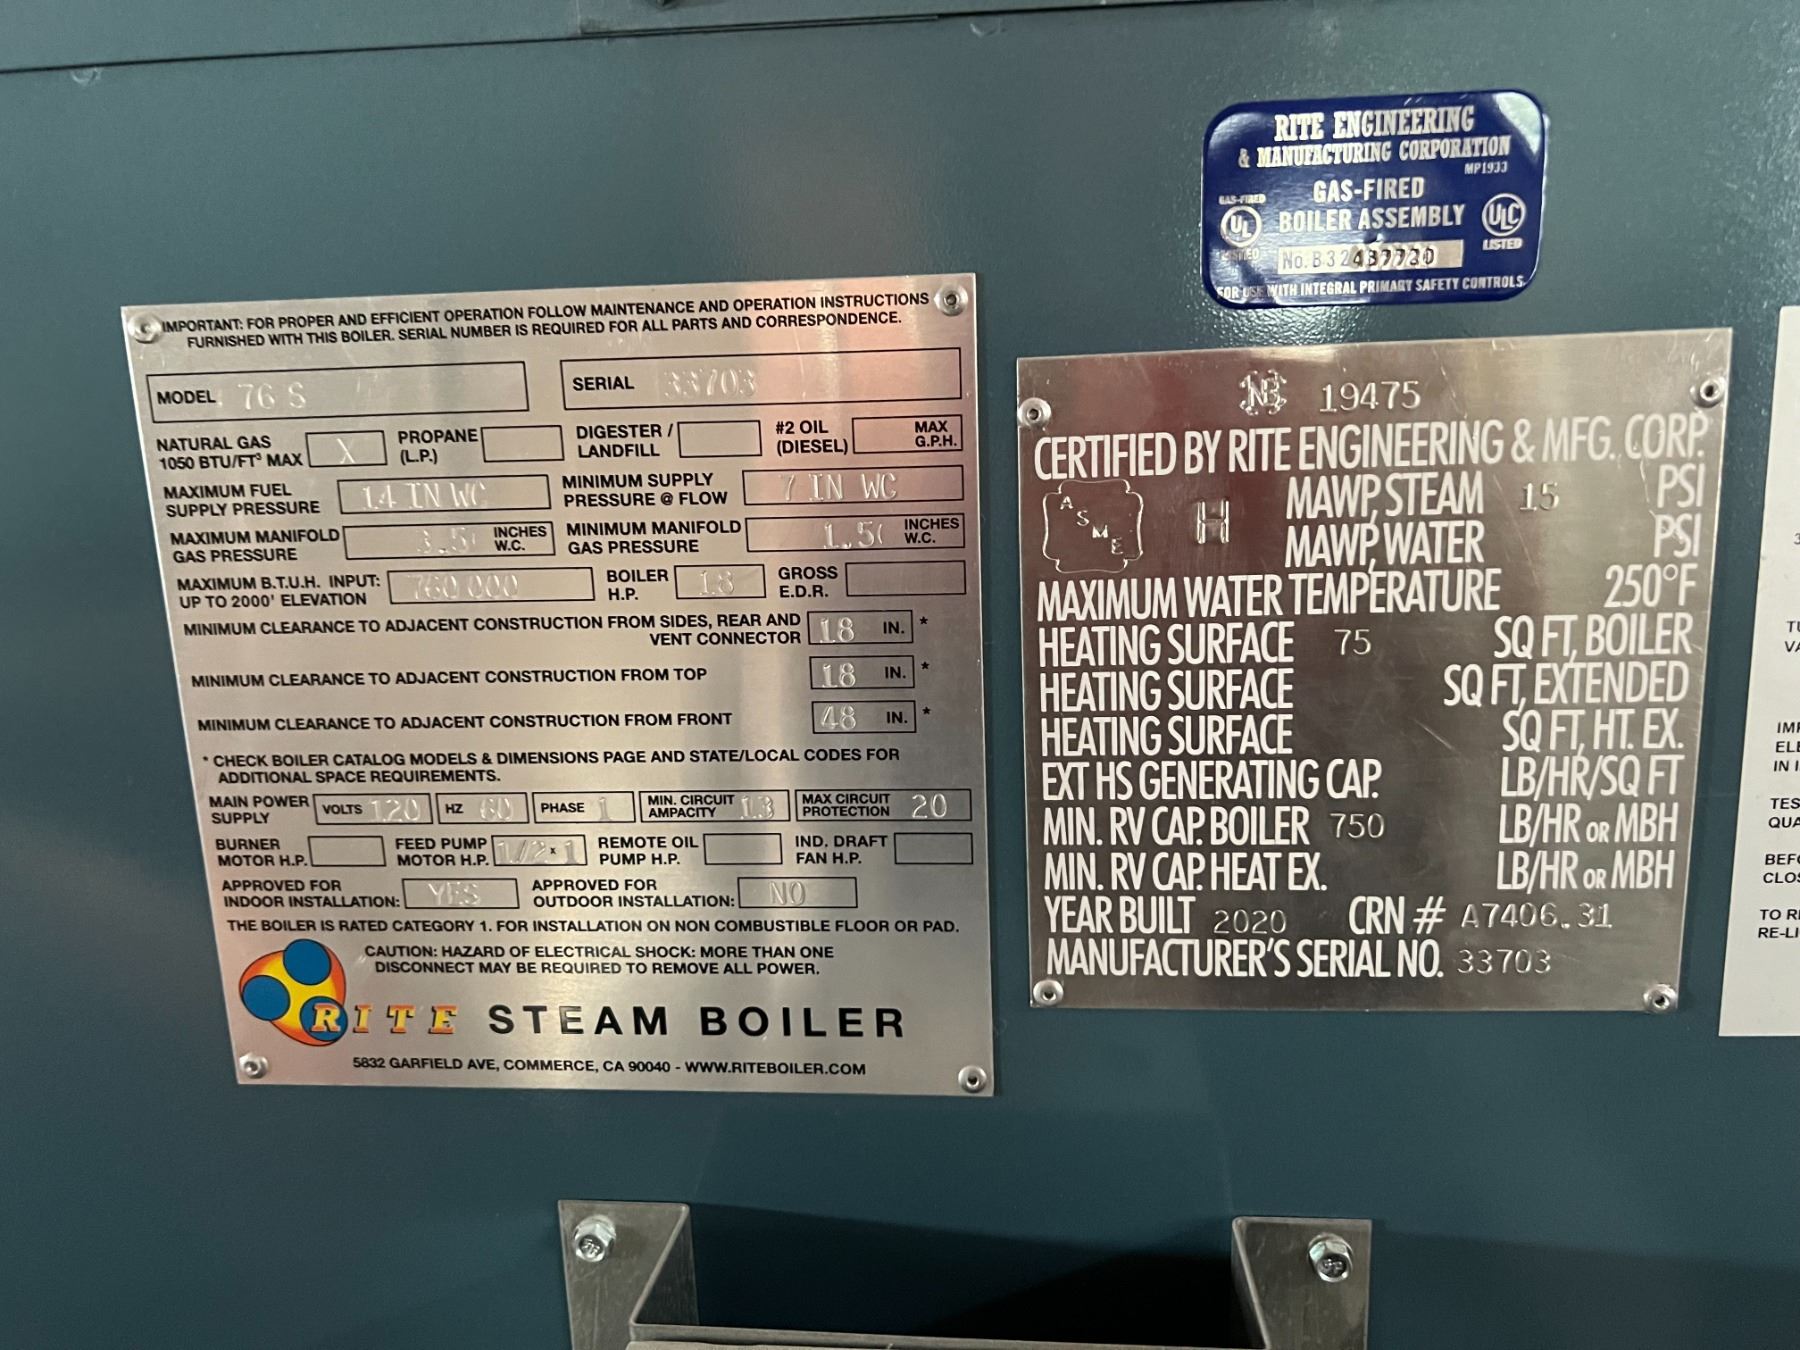 IMPORTANT: FOR PROPER AND EFFICIENT OPERATION FOLLOW MAINTENANCE AND OPERATION INSTRUCTIONS
FURNISHED WITH THIS BOILER. SERIAL NUMBER IS REQUIRED FOR ALL PARTS AND CORRESPONDENCE.
MODEL 76 S SERIAL 33703
NATURAL GAS
1050 BTU/FT³ MAX X PROPANE
(L.P.) DIGESTER /
LANDFILL #2 OIL
(DIESEL) MAX
G.P.H.
MAXIMUM FUEL
SUPPLY PRESSURE 14 IN WC MINIMUM SUPPLY
PRESSURE @ FLOW 7 IN WC
MAXIMUM MANIFOLD
GAS PRESSURE 3.5 INCHES
W.C. MINIMUM MANIFOLD
GAS PRESSURE 1.5 INCHES
W.C.
MAXIMUM B.T.U.H. INPUT:
UP TO 2000' ELEVATION 760 000 BOILER
H.P. 18 GROSS
E.D.R.
MINIMUM CLEARANCE TO ADJACENT CONSTRUCTION FROM SIDES, REAR AND
VENT CONNECTOR 18 IN. *
MINIMUM CLEARANCE TO ADJACENT CONSTRUCTION FROM TOP 18 IN. *
MINIMUM CLEARANCE TO ADJACENT CONSTRUCTION FROM FRONT 48 IN. *
* CHECK BOILER CATALOG MODELS & DIMENSIONS PAGE AND STATE/LOCAL CODES FOR
ADDITIONAL SPACE REQUIREMENTS.
MAIN POWER
SUPPLY VOLTS 120 HZ 60 PHASE 1 MIN. CIRCUIT
AMPACITY 13 MAX CIRCUIT
PROTECTION 20
BURNER
MOTOR H.P. FEED PUMP
MOTOR H.P. 1/2 x 1 REMOTE OIL
PUMP H.P. IND. DRAFT
FAN H.P.
APPROVED FOR
INDOOR INSTALLATION: YES APPROVED FOR
OUTDOOR INSTALLATION: NO
THE BOILER IS RATED CATEGORY 1. FOR INSTALLATION ON NON COMBUSTIBLE FLOOR OR PAD.
CAUTION: HAZARD OF ELECTRICAL SHOCK: MORE THAN ONE
DISCONNECT MAY BE REQUIRED TO REMOVE ALL POWER.
RITE STEAM BOILER
5832 GARFIELD AVE, COMMERCE, CA 90040 - WWW.RITEBOILER.COM
RITE ENGINEERING
& MANUFACTURING CORPORATION
MP1933
GAS-FIRED
GAS-FIRED
BOILER ASSEMBLY
UL
ULC
LISTED
LISTED
No. B32
FOR USE WITH INTEGRAL PRIMARY SAFETY CONTROLS.
NB 19475
CERTIFIED BY RITE ENGINEERING & MFG. CORP.
ASME H MAWP, STEAM 15 PSI
MAWP, WATER PSI
MAXIMUM WATER TEMPERATURE 250°F
HEATING SURFACE 75 SQ FT, BOILER
HEATING SURFACE SQ FT, EXTENDED
HEATING SURFACE SQ FT, HT. EX.
EXT HS GENERATING CAP. LB/HR/SQ FT
MIN. RV CAP. BOILER 750 LB/HR OR MBH
MIN. RV CAP. HEAT EX. LB/HR OR MBH
YEAR BUILT 2020 CRN # A7406.31
MANUFACTURER'S SERIAL NO. 33703